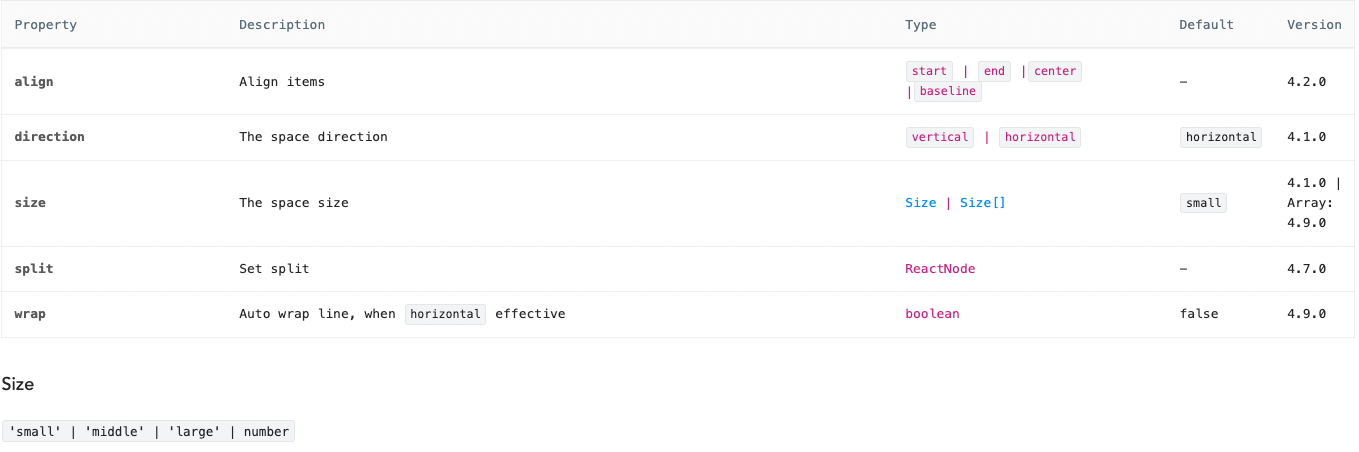 Property Description Type Default Version
align Align items start | end | center | baseline – 4.2.0
direction The space direction vertical | horizontal horizontal 4.1.0
size The space size Size | Size[] small 4.1.0 | Array: 4.9.0
split Set split ReactNode – 4.7.0
wrap Auto wrap line, when horizontal effective boolean false 4.9.0
Size
'small' | 'middle' | 'large' | number